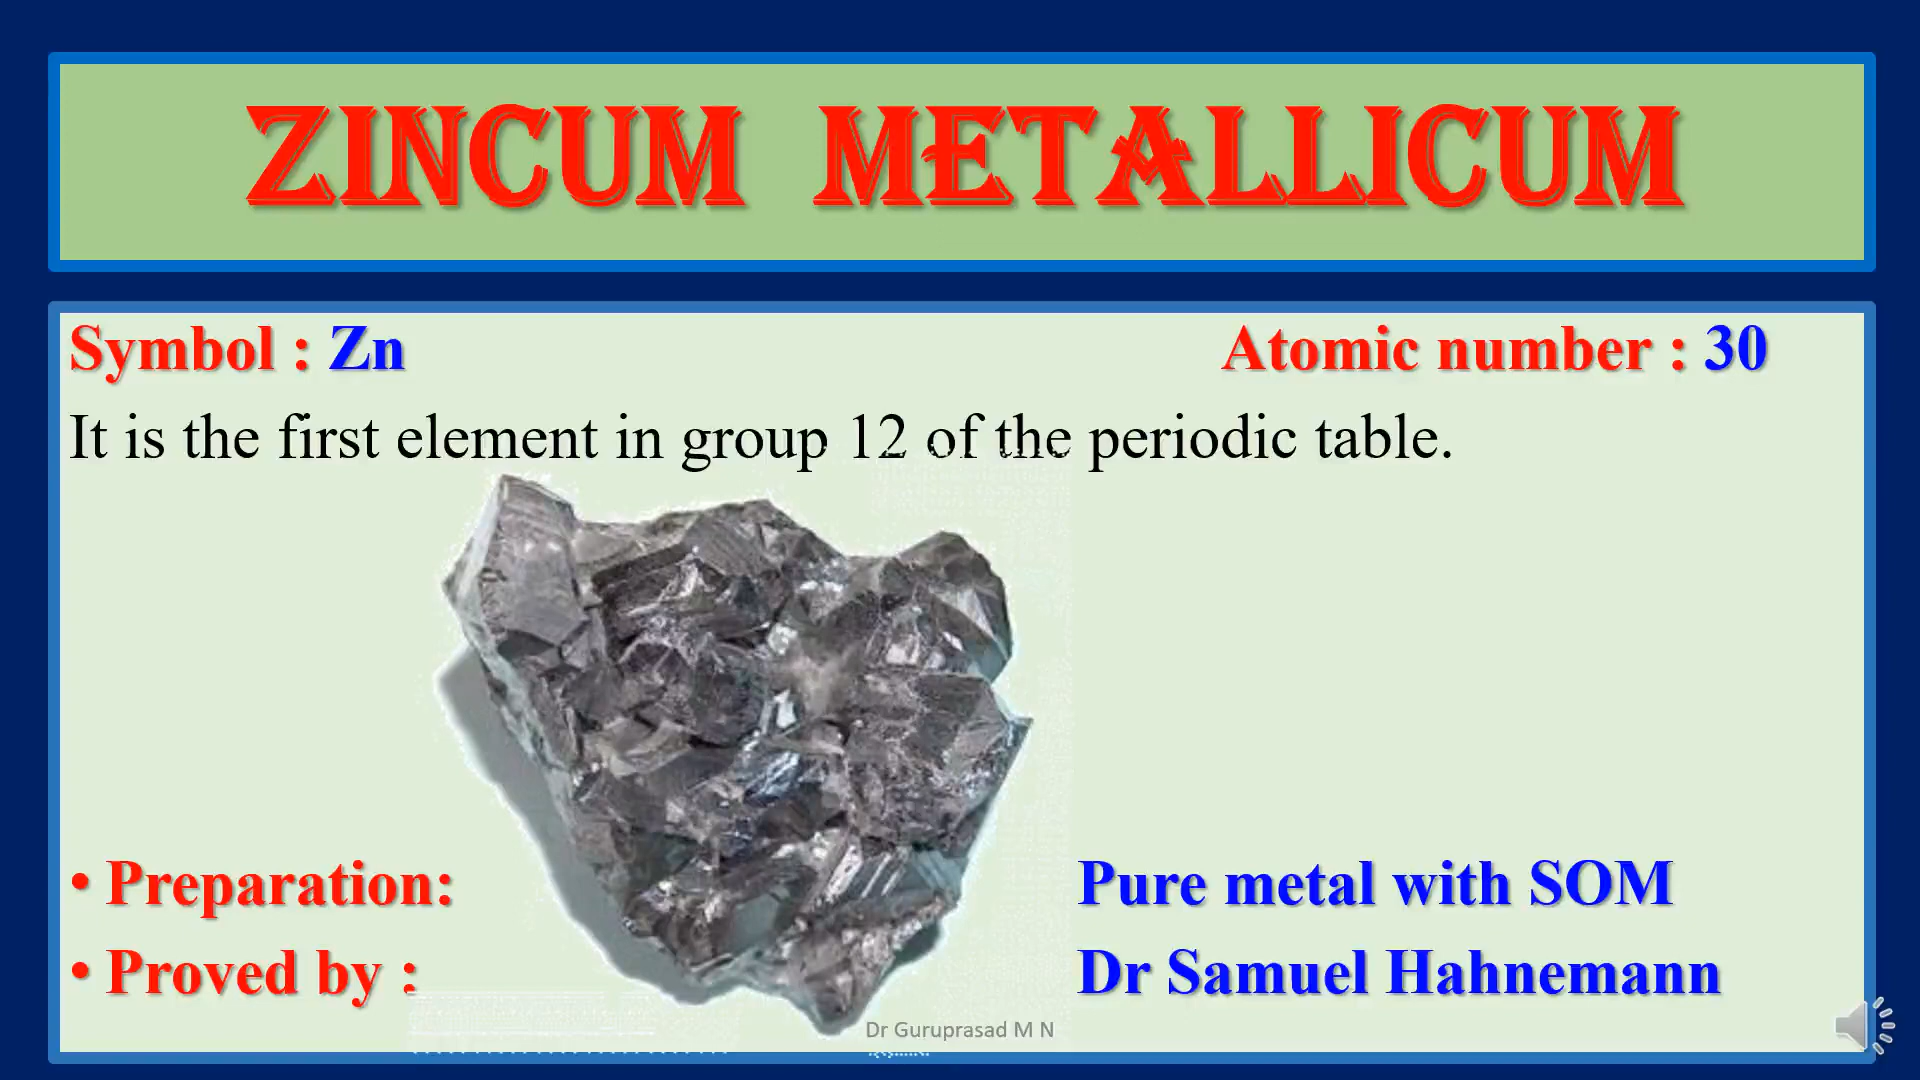 ZINCUM METALLICUM
Symbol : Zn Atomic number : 30
It is the first element in group 12 of the periodic table.
• Preparation: Pure metal with SOM
• Proved by : Dr Samuel Hahnemann
Dr Guruprasad M N